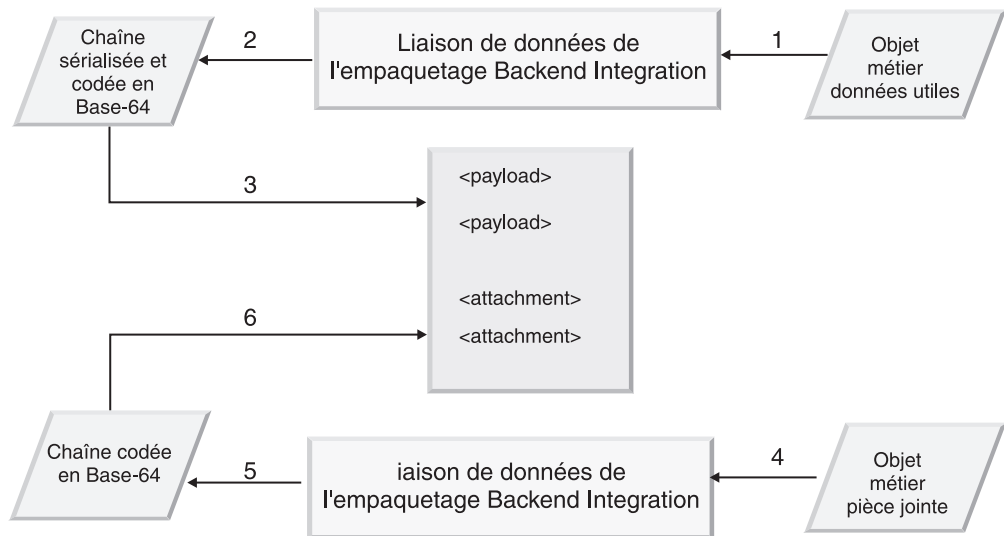 Chaîne
sérialisée et
codée en
Base-64
2
Liaison de données de
l'empaquetage Backend Integration
1
Objet
métier
données utiles
3
<payload>
<payload>
<attachment>
<attachment>
6
Chaîne codée
en Base-64
5
iaison de données de
l'empaquetage Backend Integration
4
Objet
métier
pièce jointe